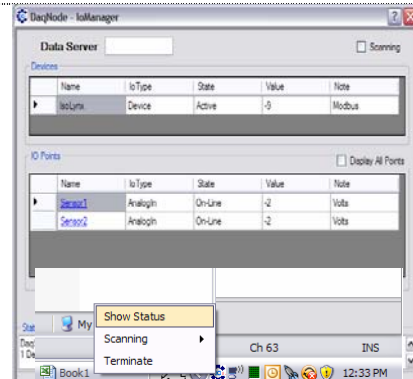 DaqNode - IoManager
Data Server
Scanning
Devices
Name IoType State Value Note
IsoLynx Device Active -9 Modbus
IO Points
Display All Points
Name IoType State Value Note
Sensor1 AnalogIn On-Line -2 Volts
Sensor2 AnalogIn On-Line -2 Volts
My
Show Status
Scanning
Terminate
Ch 63 INS
Book1
12:33 PM